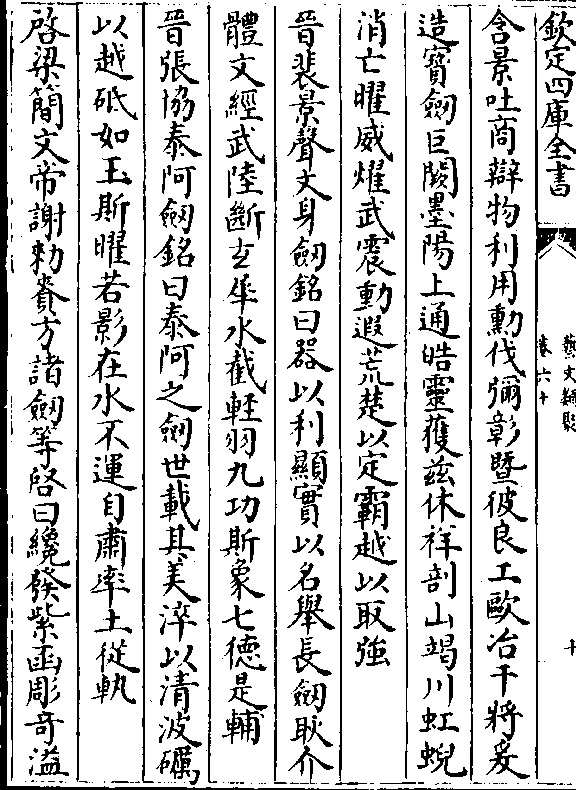 欽定四庫全書
藝文類聚
卷六十
十
含景吐商辯物利用勳伐彌彰暨彼良工歐冶干將爰
造寳劒巨闕墨陽上通皓靈獲兹休祥剖山竭川虹蜺
消亡曜威燿武震動遐荒楚以定霸越以取強
晉裴景聲文身劒銘曰器以利顯實以名舉長劒耿介
體文經武陸斷玄犀水截輕羽九功斯象七德是輔
晉張協泰阿劒銘曰泰阿之劒世載其美淬以清波礪
以越砥如玉斯曜若影在水不運自肅率土從軌
啓梁簡文帝謝勑賚方諸劒等啓曰纔發紫函彫奇溢